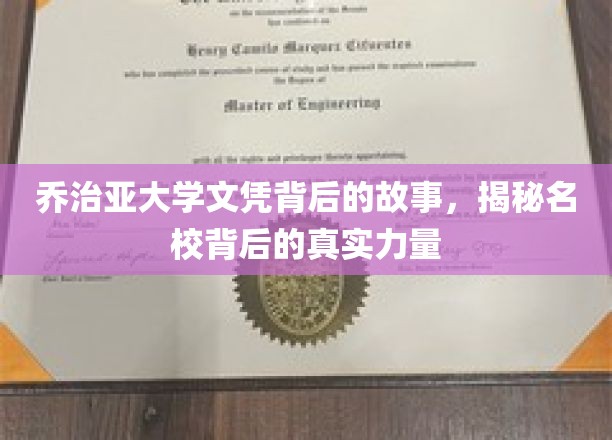 on the recommendation of the Senate
has conferred on
Henry Camilo Marquez Cifuentes
who has completed the prescribed course of study and has passed the required examinations
the Degree of
Master of Engineering
with all the rights and privileges thereto appertaining.
乔治亚大学文凭背后的故事，揭秘名
校背后的真实力量